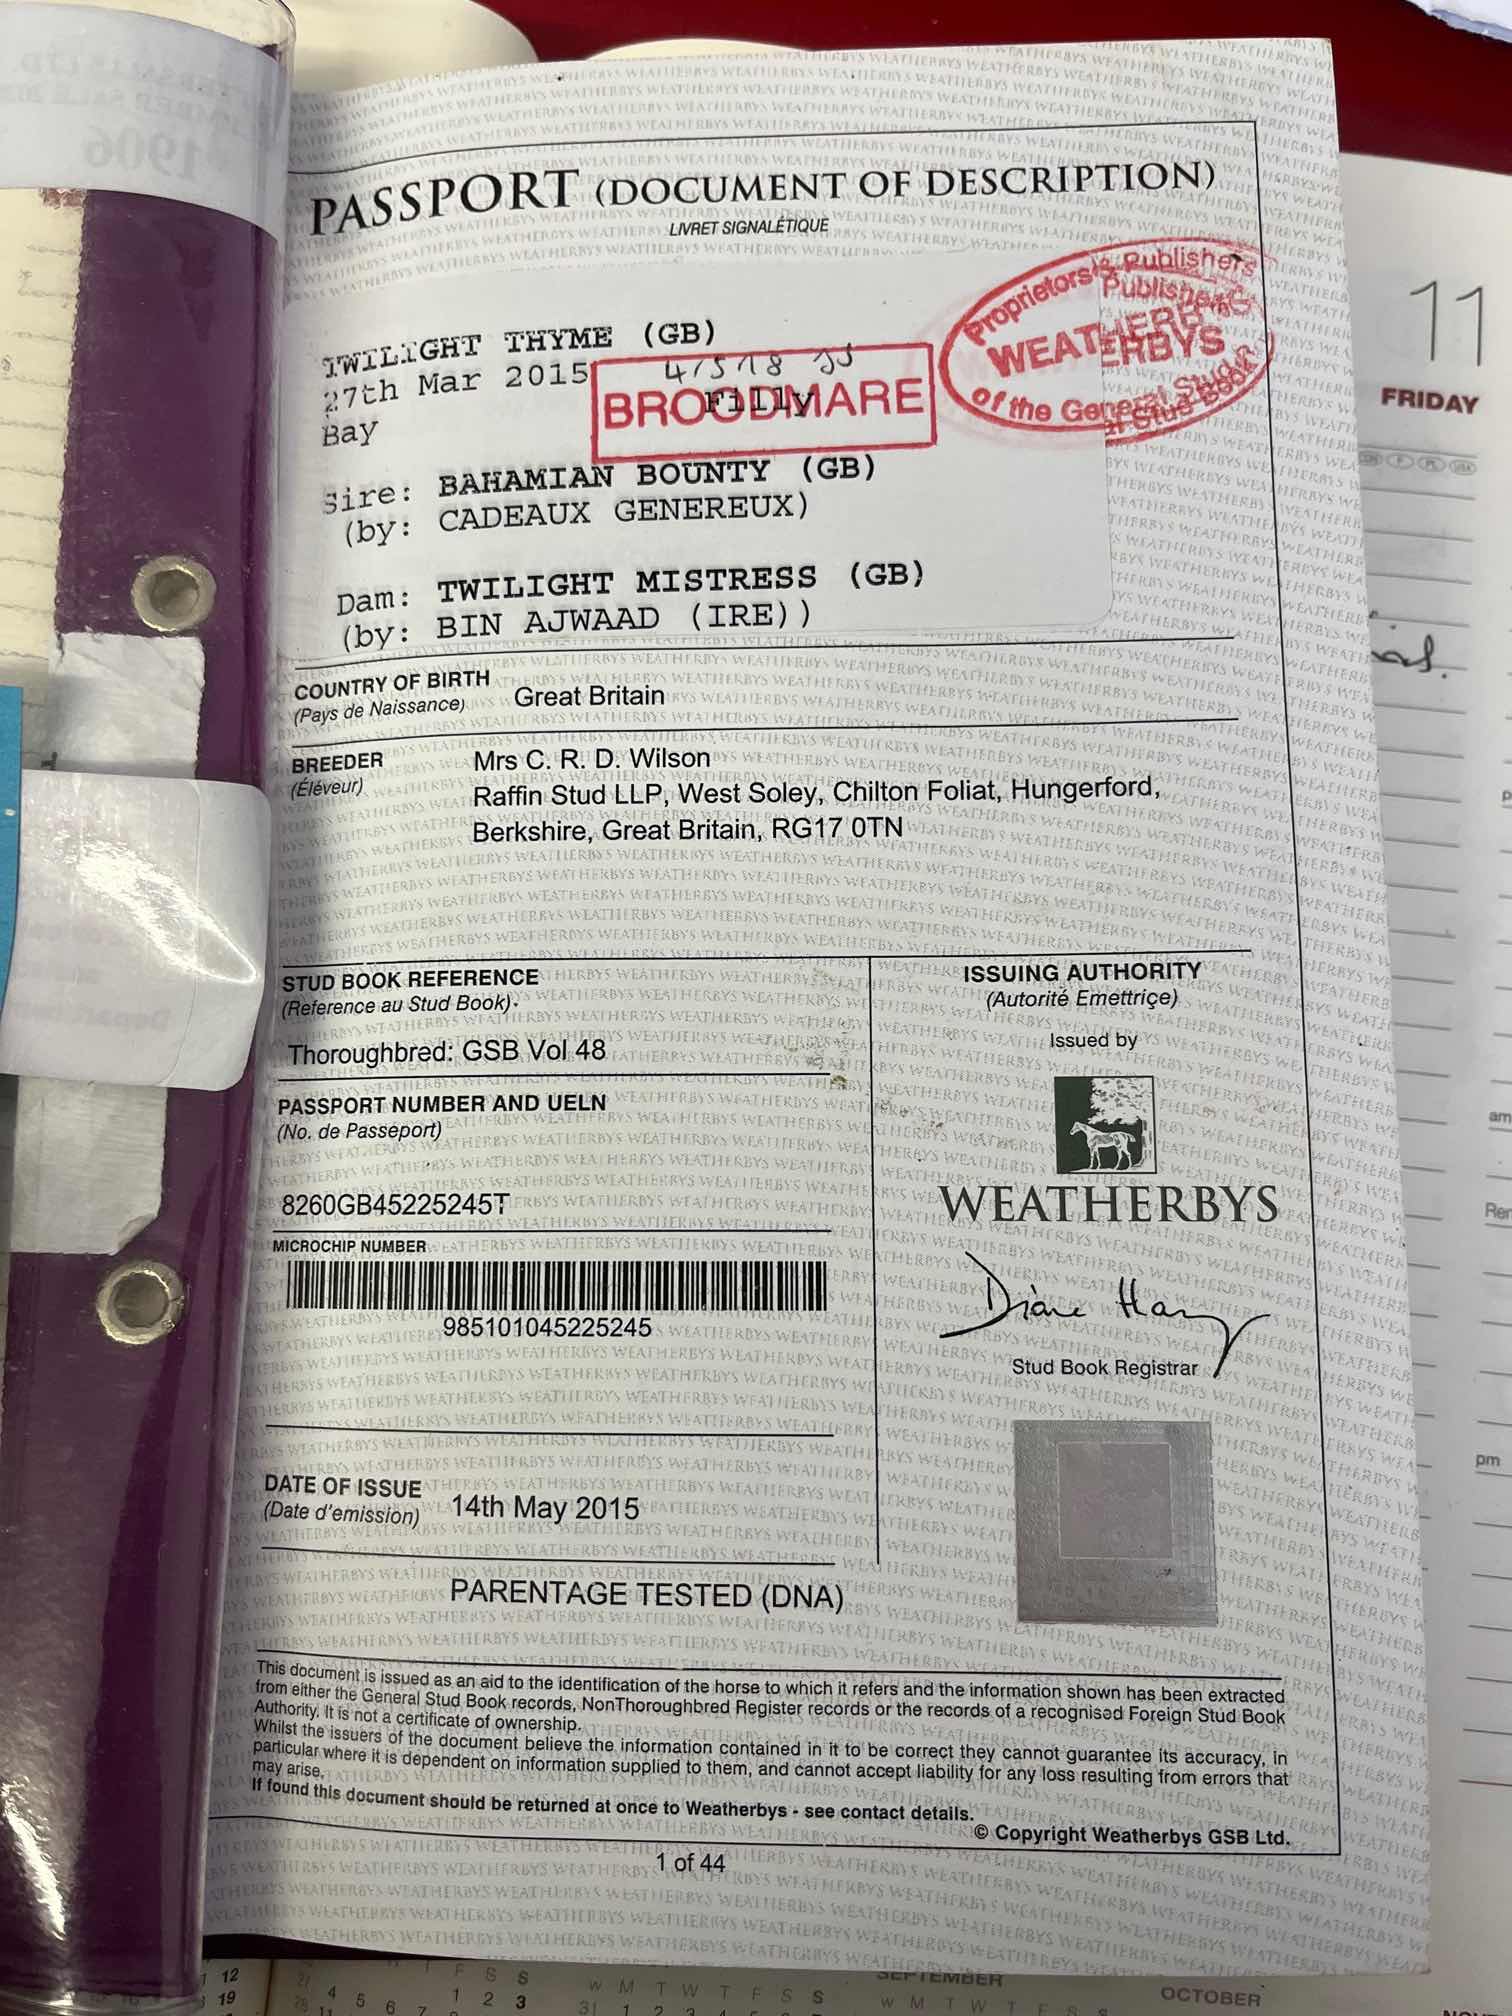 PASSPORT (DOCUMENT OF DESCRIPTION)
LIVRET SIGNALÉTIQUE
TWILIGHT THYME (GB)
27th Mar 2015
4/5/18
Filly
BROODMARE
Bay
Proprietors & Publishers
WEATHERBYS
of the General Stud Book
Sire: BAHAMIAN BOUNTY (GB)
(by: CADEAUX GENEREUX)
Dam: TWILIGHT MISTRESS (GB)
(by: BIN AJWAAD (IRE))
COUNTRY OF BIRTH Great Britain
(Pays de Naissance)
BREEDER Mrs C. R. D. Wilson
(Éléveur)
Raffin Stud LLP, West Soley, Chilton Foliat, Hungerford,
Berkshire, Great Britain, RG17 0TN
STUD BOOK REFERENCE
(Reference au Stud Book)
Thoroughbred: GSB Vol 48
PASSPORT NUMBER AND UELN
(No. de Passeport)
8260GB45225245T
MICROCHIP NUMBER
985101045225245
DATE OF ISSUE 14th May 2015
(Date d'emission)
ISSUING AUTHORITY
(Autorité Emettriçe)
Issued by
WEATHERBYS
Stud Book Registrar
PARENTAGE TESTED (DNA)
This document is issued as an aid to the identification of the horse to which it refers and the information shown has been extracted
from either the General Stud Book records, NonThoroughbred Register records or the records of a recognised Foreign Stud Book
Authority. It is not a certificate of ownership.
Whilst the issuers of the document believe the information contained in it to be correct they cannot guarantee its accuracy, in
particular where it is dependent on information supplied to them, and cannot accept liability for any loss resulting from errors that
may arise.
If found this document should be returned at once to Weatherbys - see contact details.
© Copyright Weatherbys GSB Ltd.
1 of 44
11
FRIDAY
am
pm
SEPTEMBER
OCTOBER